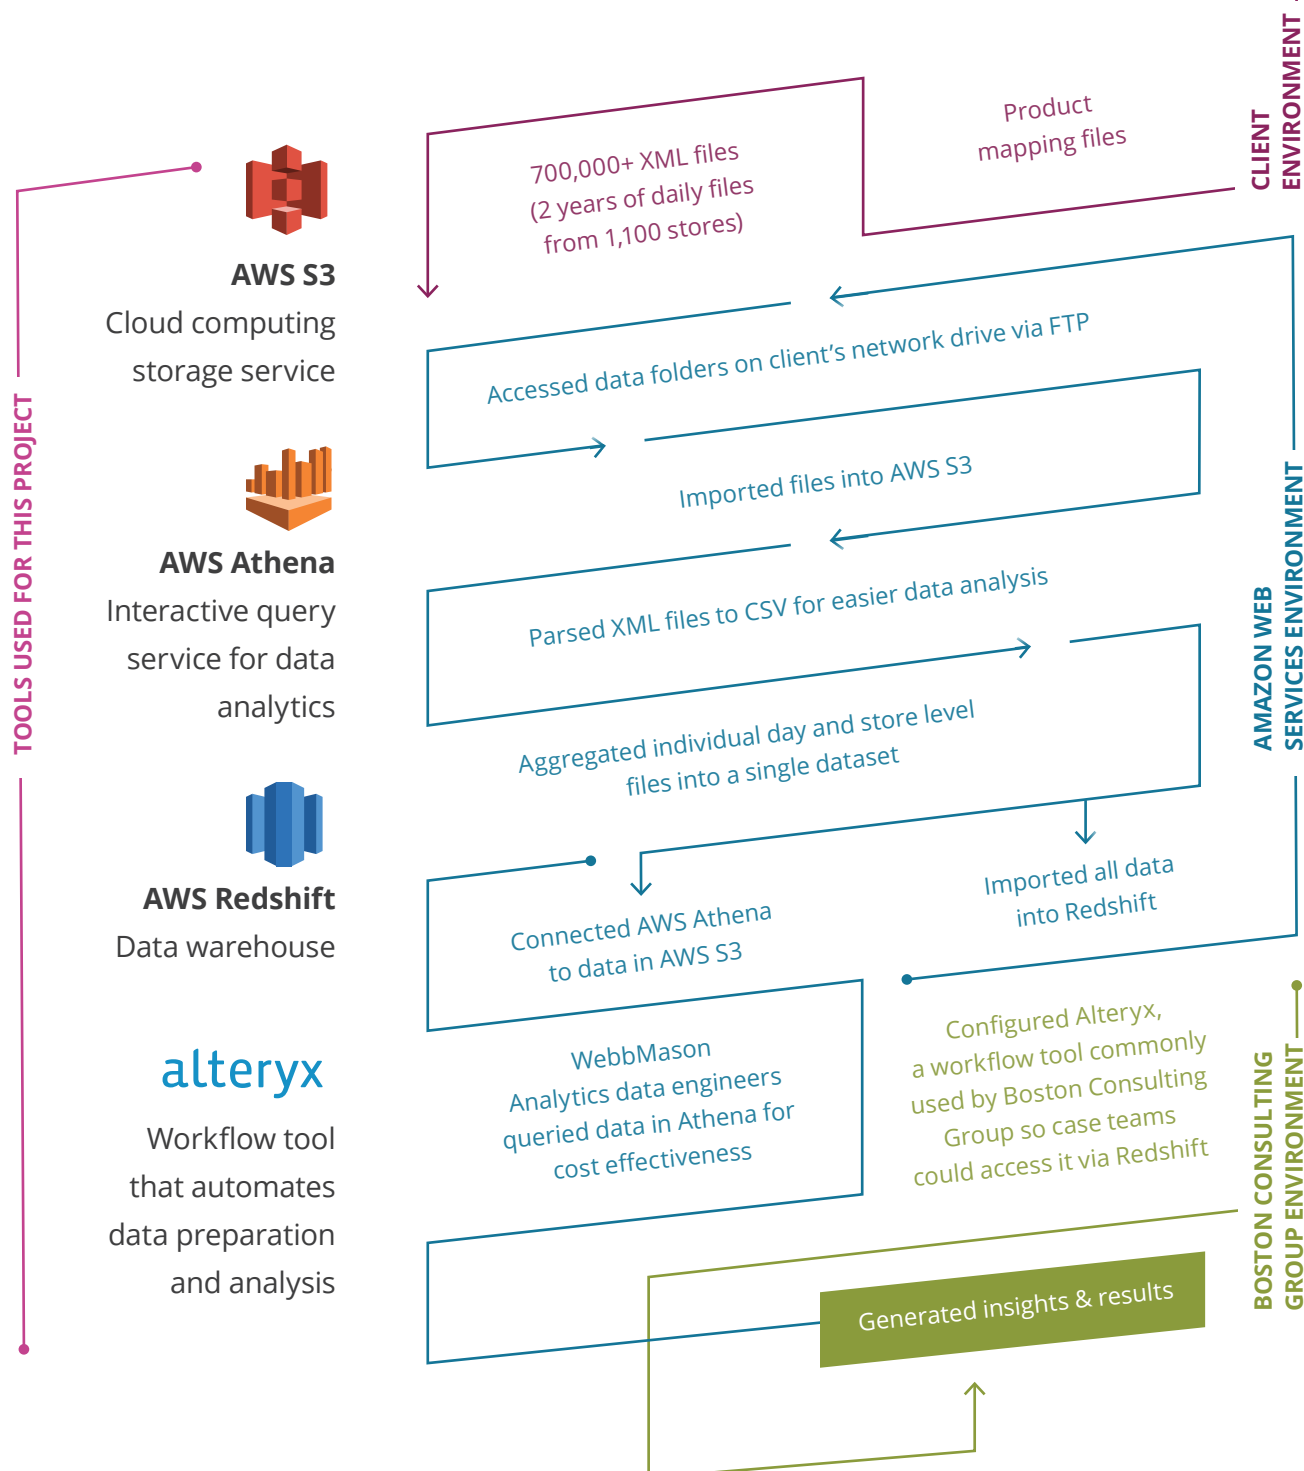 TOOLS USED FOR THIS PROJECT
AWS S3
Cloud computing
storage service
AWS Athena
Interactive query
service for data
analytics
AWS Redshift
Data warehouse
alteryx
Workflow tool
that automates
data preparation
and analysis
CLIENT
ENVIRONMENT
Product
mapping files
700,000+ XML files
(2 years of daily files
from 1,100 stores)
AMAZON WEB
SERVICES ENVIRONMENT
Accessed data folders on client’s network drive via FTP
Imported files into AWS S3
Parsed XML files to CSV for easier data analysis
Aggregated individual day and store level
files into a single dataset
Connected AWS Athena
to data in AWS S3
Imported all data
into Redshift
WebbMason
Analytics data engineers
queried data in Athena for
cost effectiveness
BOSTON CONSULTING
GROUP ENVIRONMENT
Configured Alteryx,
a workflow tool commonly
used by Boston Consulting
Group so case teams
could access it via Redshift
Generated insights & results